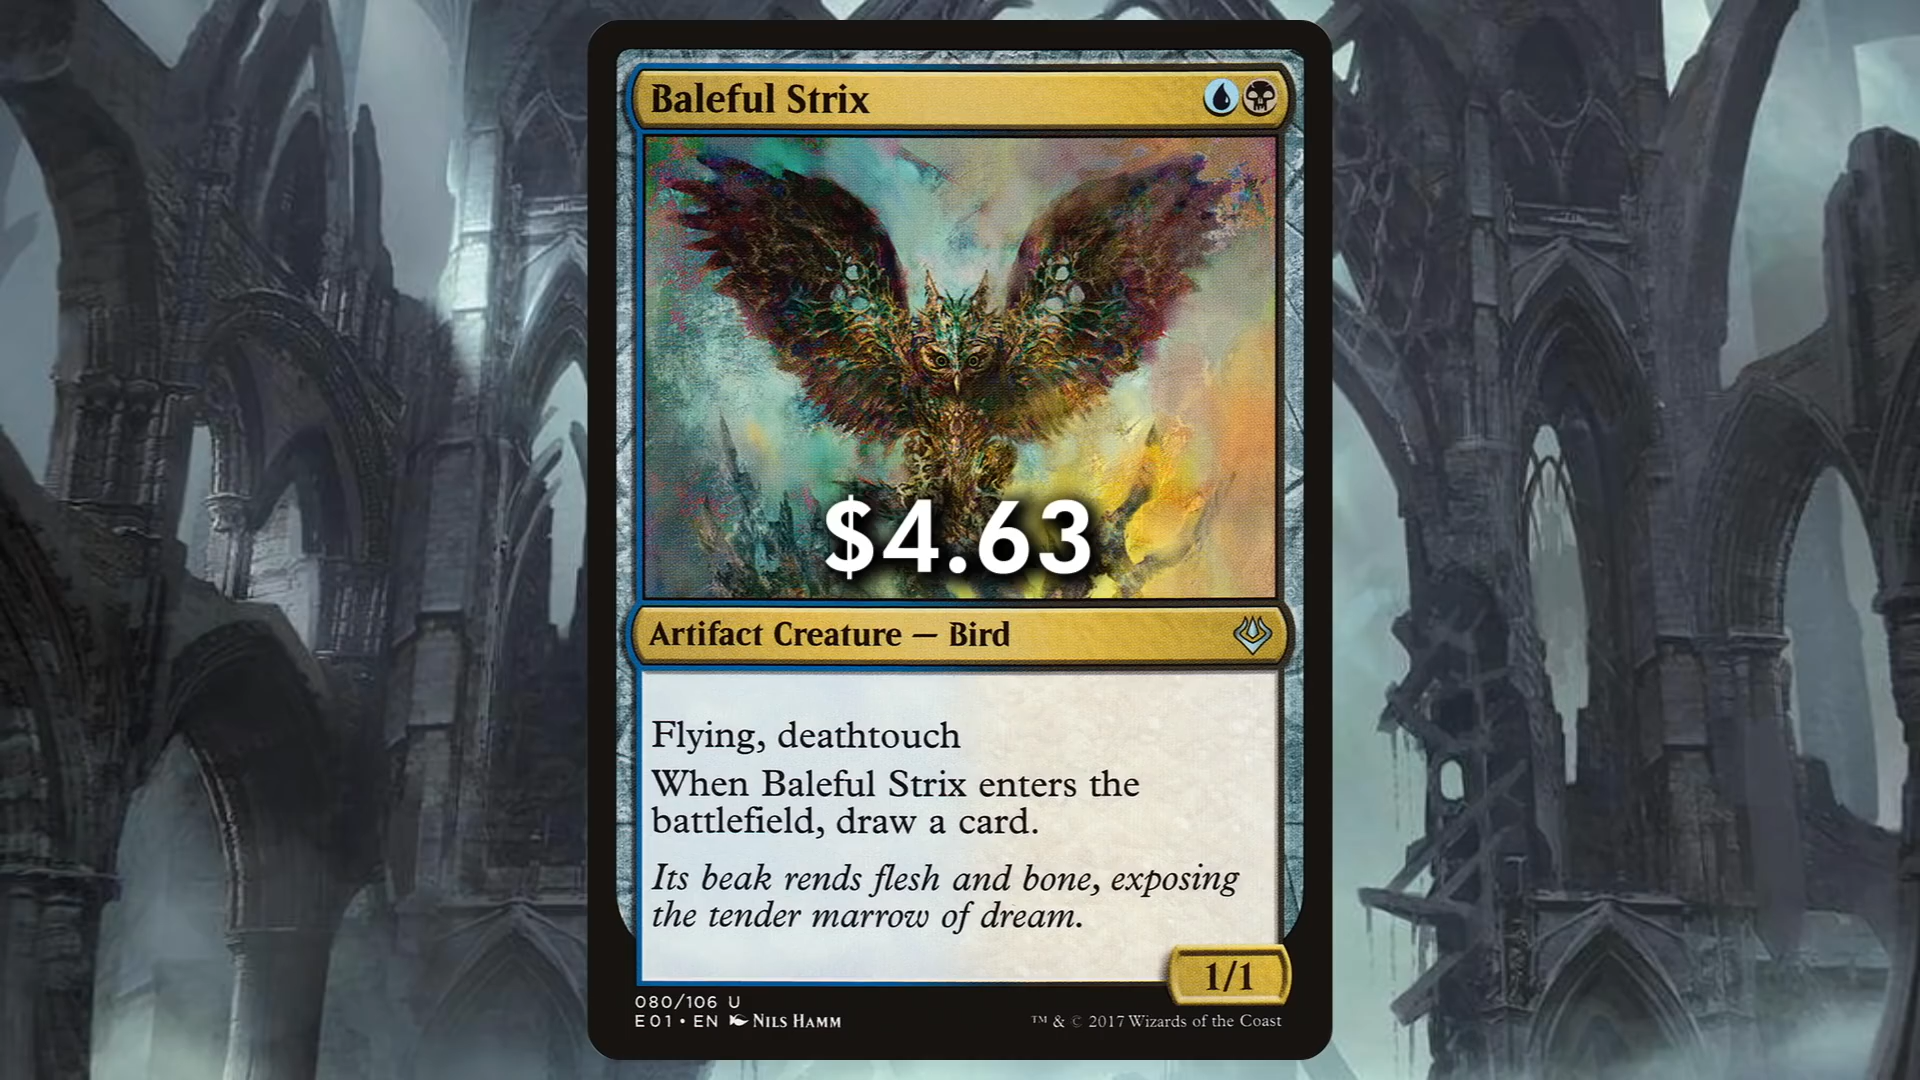 Baleful Strix
$4.63
Artifact Creature — Bird
Flying, deathtouch
When Baleful Strix enters the
battlefield, draw a card.
Its beak rends flesh and bone, exposing
the tender marrow of dream.
1/1
080/106 U
E01 • EN Nils Hamm
™ & © 2017 Wizards of the Coast